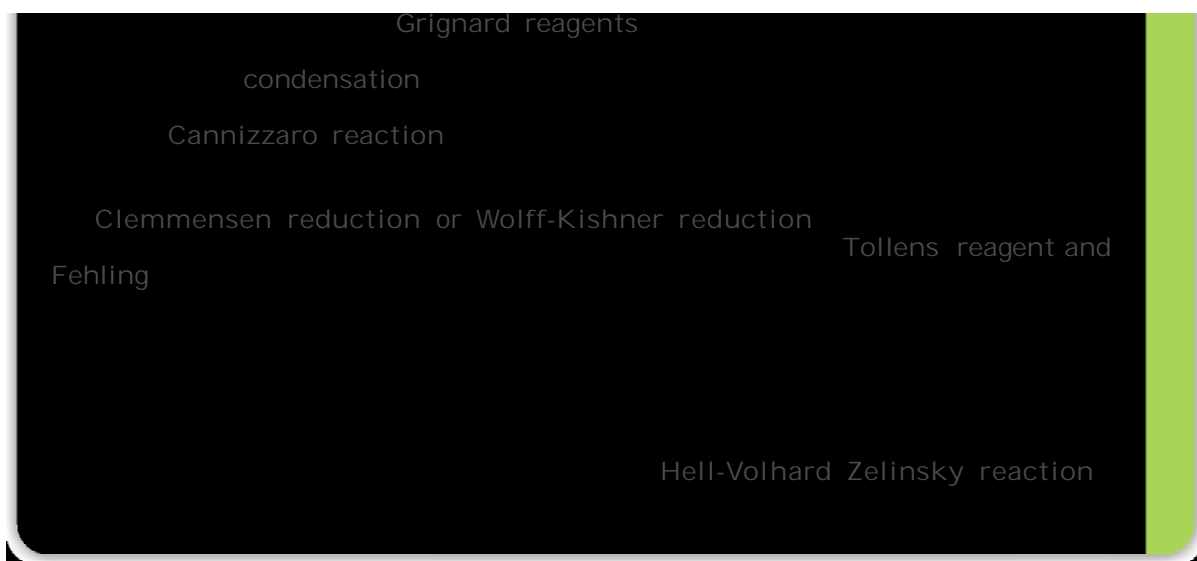 Grignard reagents
condensation
Cannizzaro reaction
Clemmensen reduction or Wolff-Kishner reduction
Tollens reagent and
Fehling
Hell-Volhard Zelinsky reaction